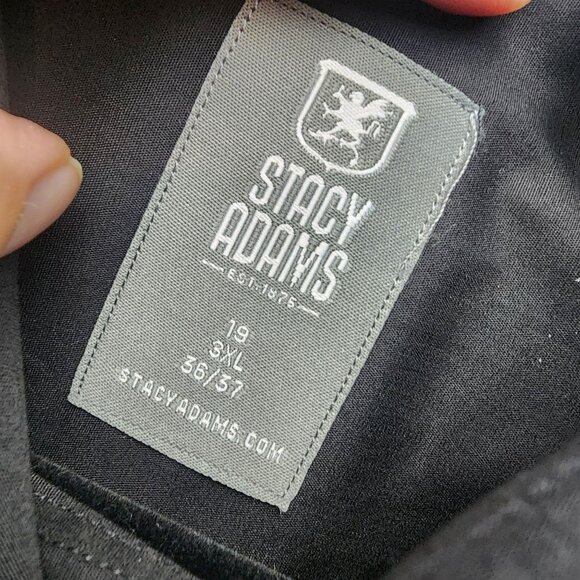 STACY
ADAMS
EST. 1875
19
3XL
36/37
STACYADAMS.COM